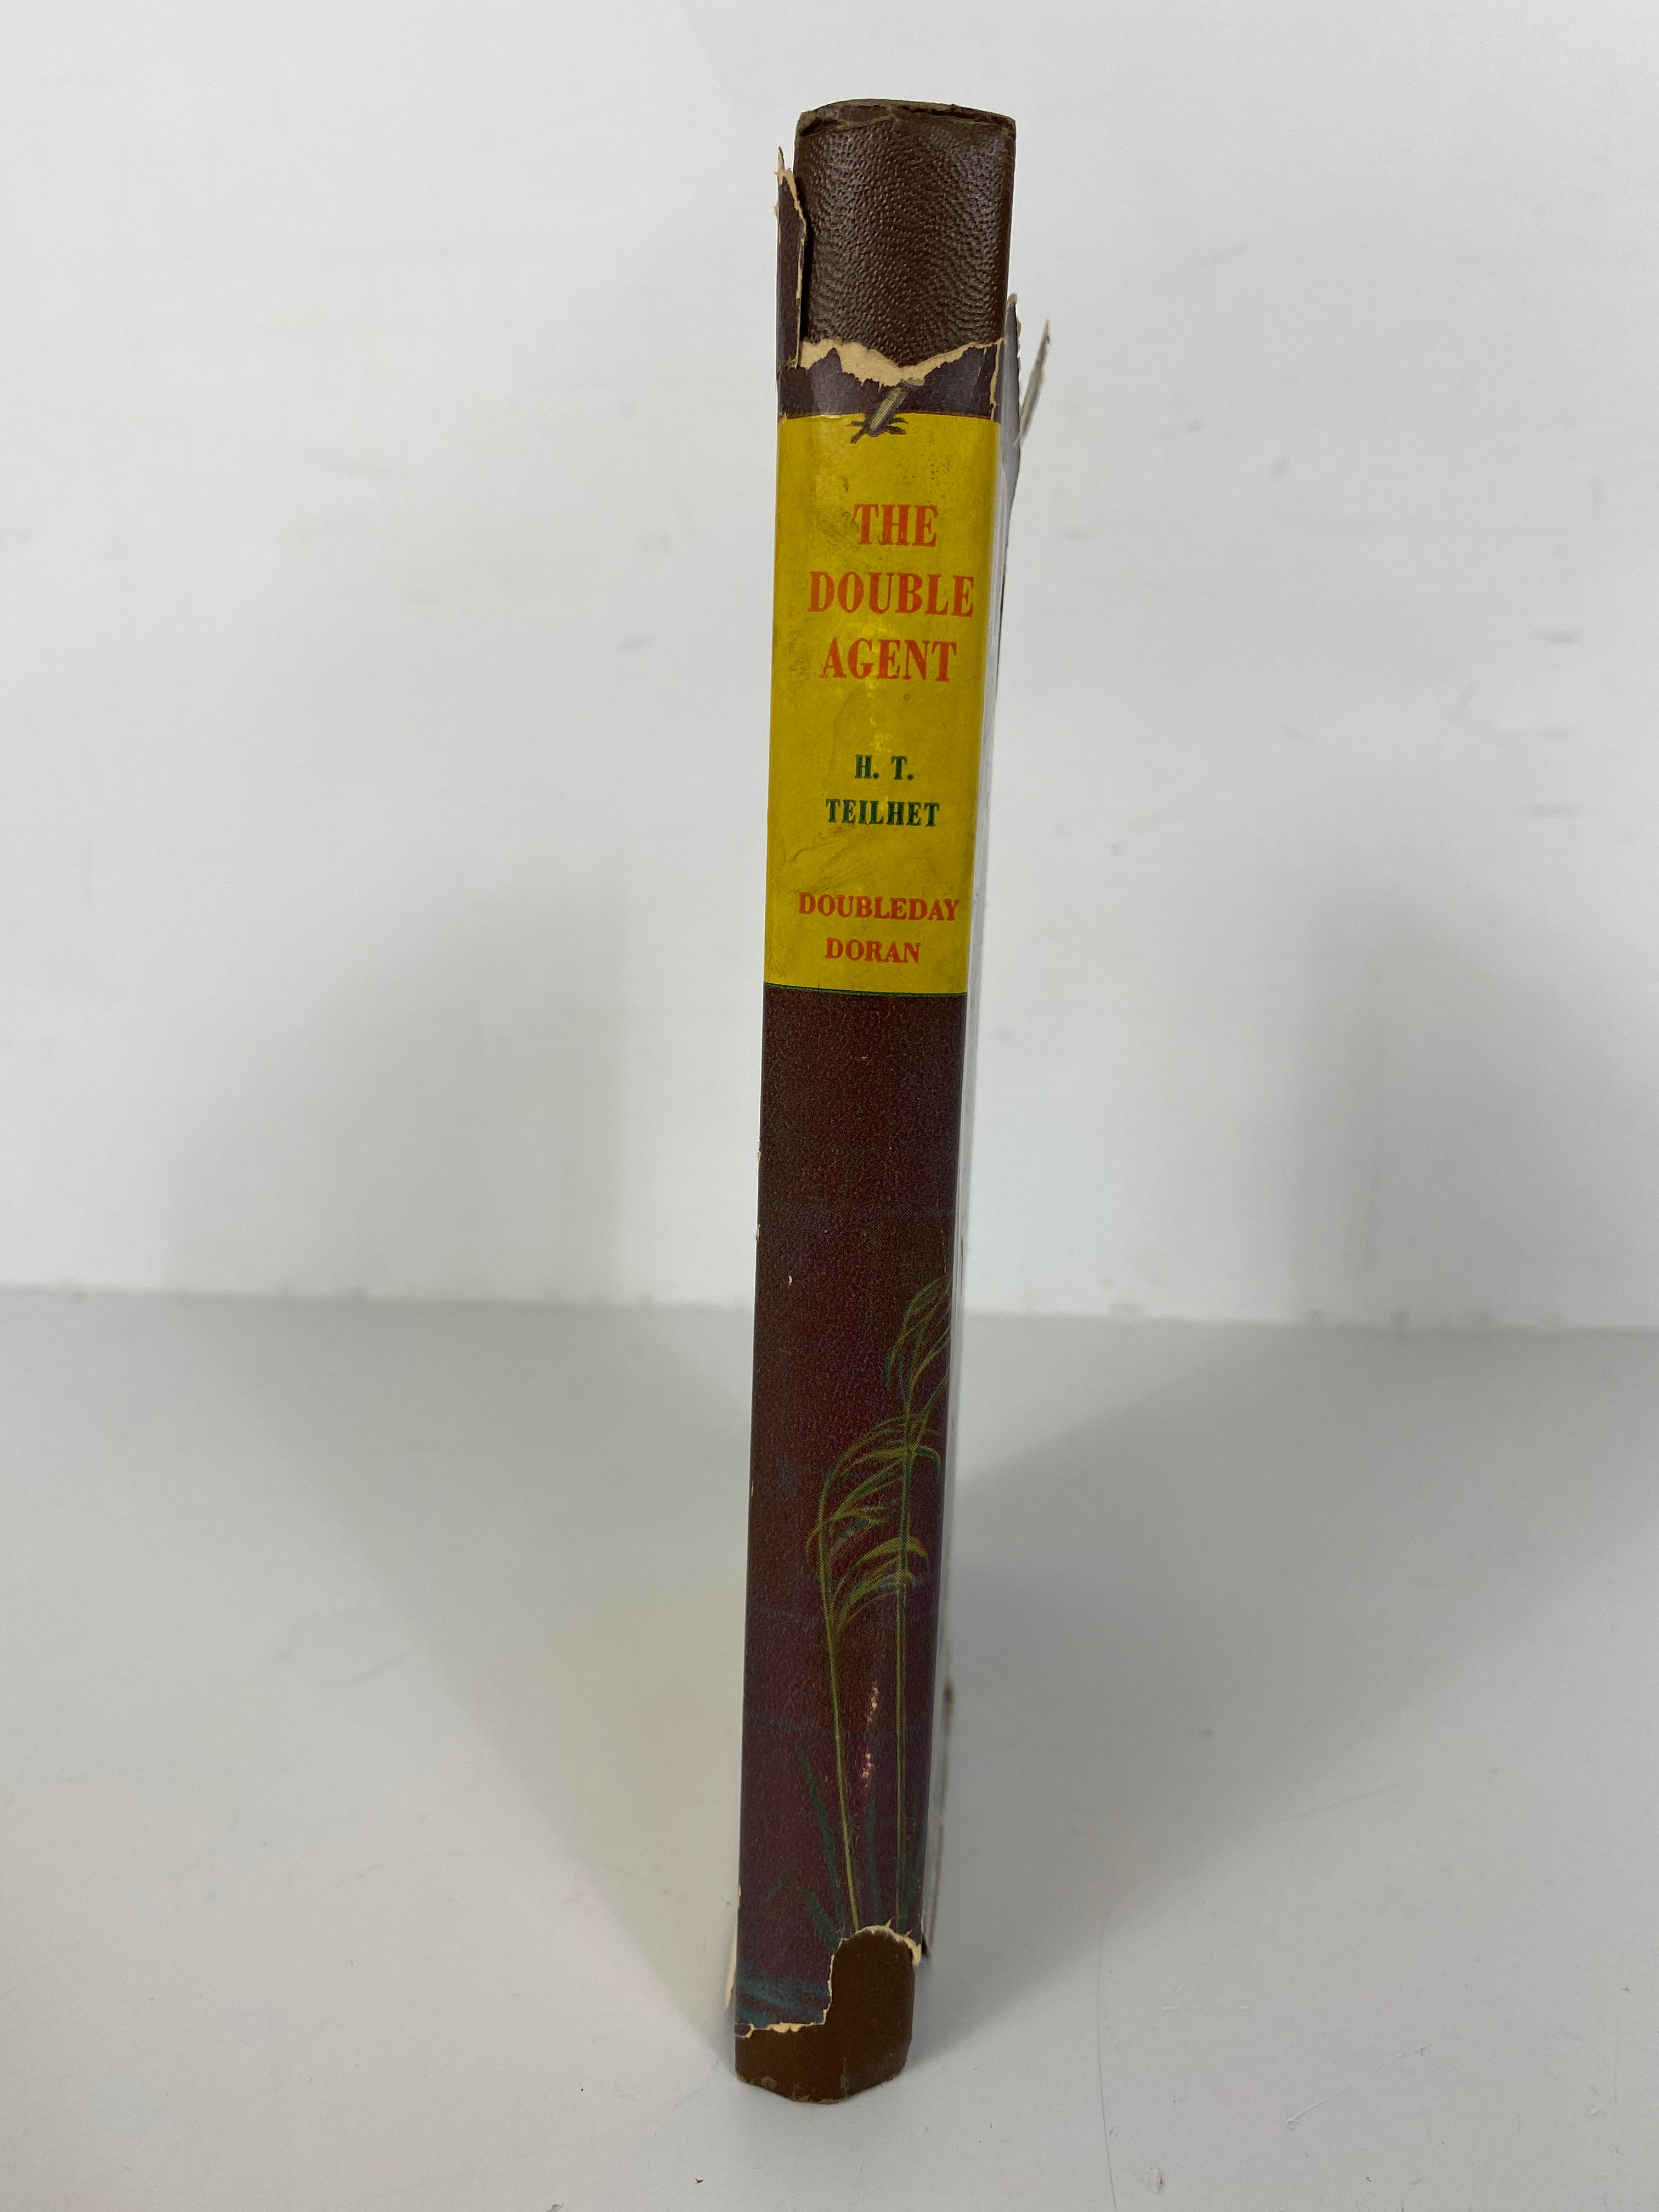 THE
DOUBLE
AGENT
H. T.
TEILHET
DOUBLEDAY
DORAN